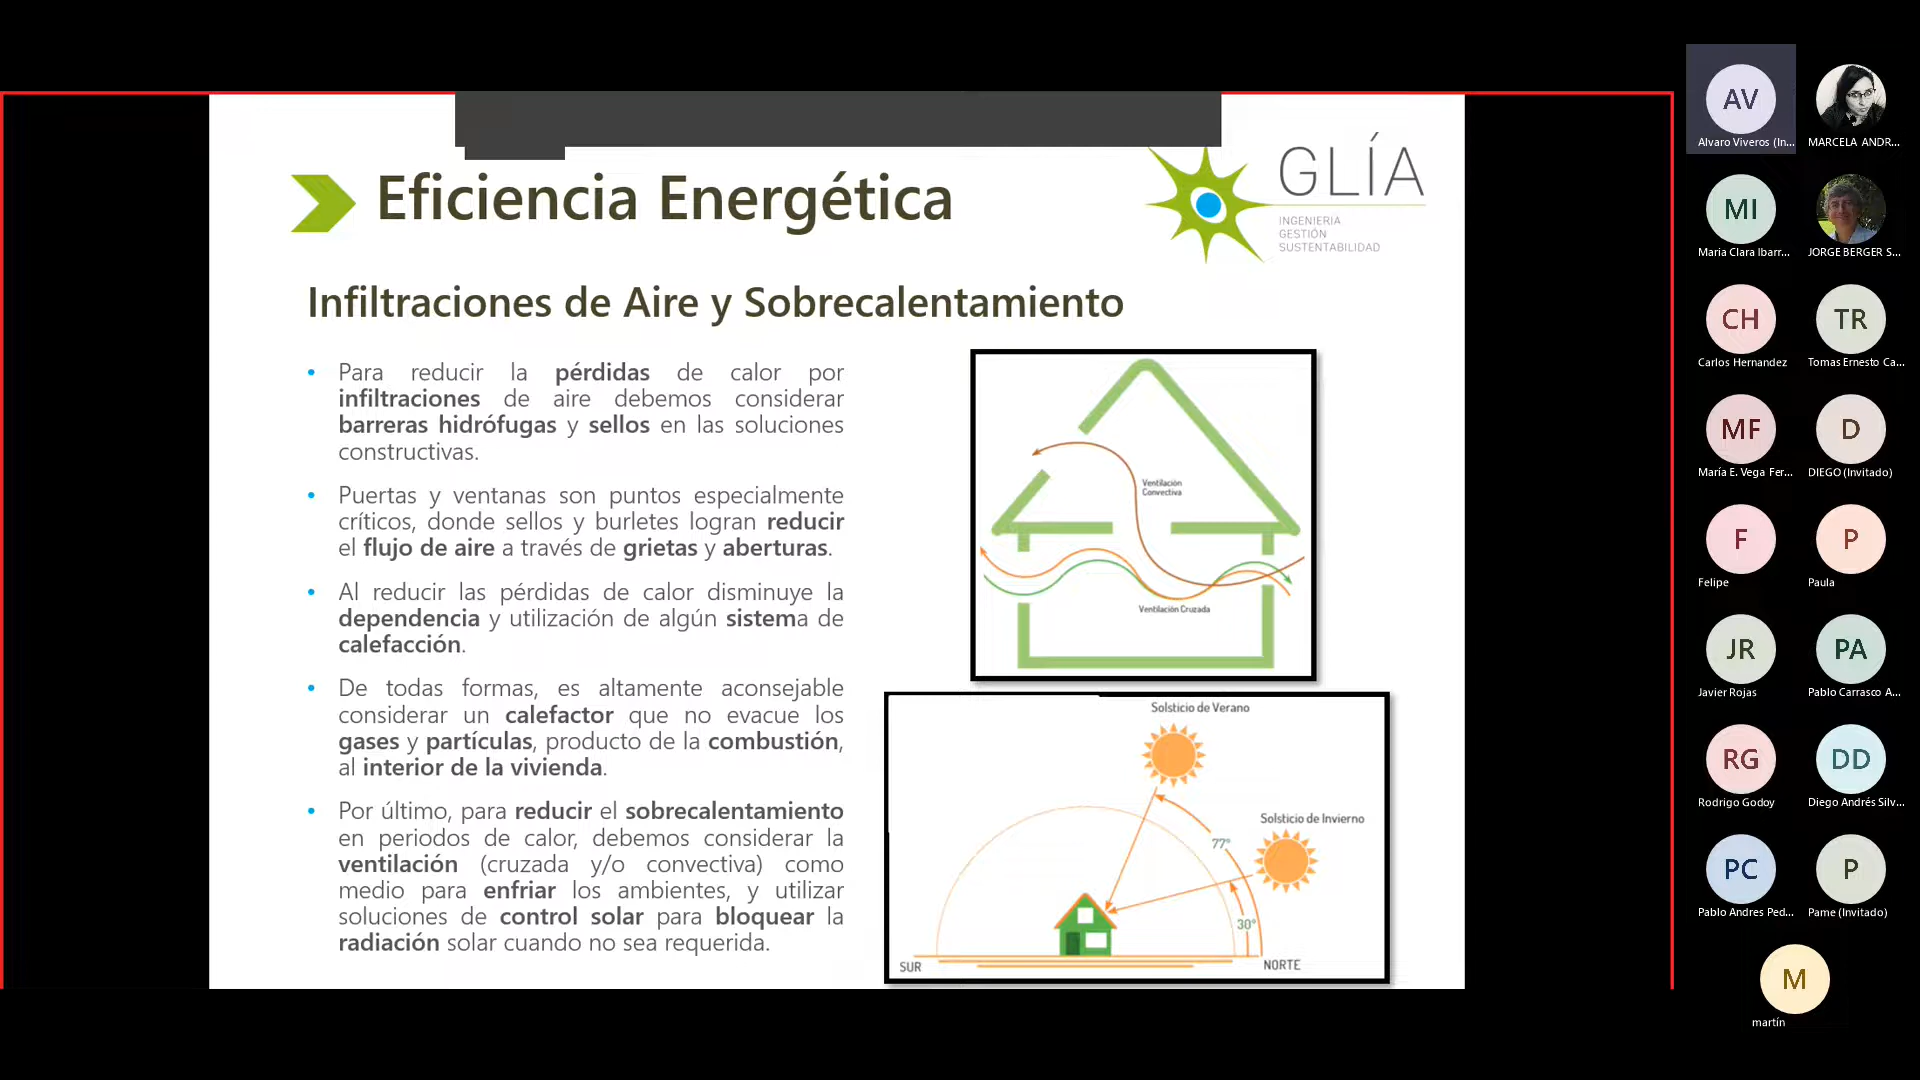 Eficiencia Energética
GLÍA
INGENIERIA
GESTIÓN
SUSTENTABILIDAD
Infiltraciones de Aire y Sobrecalentamiento
• Para reducir la pérdidas de calor por
infiltraciones de aire debemos considerar
barreras hidrófugas y sellos en las soluciones
constructivas.
• Puertas y ventanas son puntos especialmente
críticos, donde sellos y burletes logran reducir
el flujo de aire a través de grietas y aberturas.
• Al reducir las pérdidas de calor disminuye la
dependencia y utilización de algún sistema de
calefacción.
• De todas formas, es altamente aconsejable
considerar un calefactor que no evacue los
gases y partículas, producto de la combustión,
al interior de la vivienda.
• Por último, para reducir el sobrecalentamiento
en periodos de calor, debemos considerar la
ventilación (cruzada y/o convectiva) como
medio para enfriar los ambientes, y utilizar
soluciones de control solar para bloquear la
radiación solar cuando no sea requerida.
Ventilación
Convectiva
Ventilación Cruzada
Solsticio de Verano
Solsticio de Invierno
77°
30°
SUR
NORTE
AV
Alvaro Viveros (In...
MARCELA ANDR...
MI
Maria Clara Ibarr...
JORGE BERGER S...
CH
Carlos Hernandez
TR
Tomas Ernesto Ca...
MF
María E. Vega Fer...
D
DIEGO (Invitado)
F
Felipe
P
Paula
JR
Javier Rojas
PA
Pablo Carrasco A...
RG
Rodrigo Godoy
DD
Diego Andrés Silv...
PC
Pablo Andres Ped...
P
Pame (Invitado)
M
martín